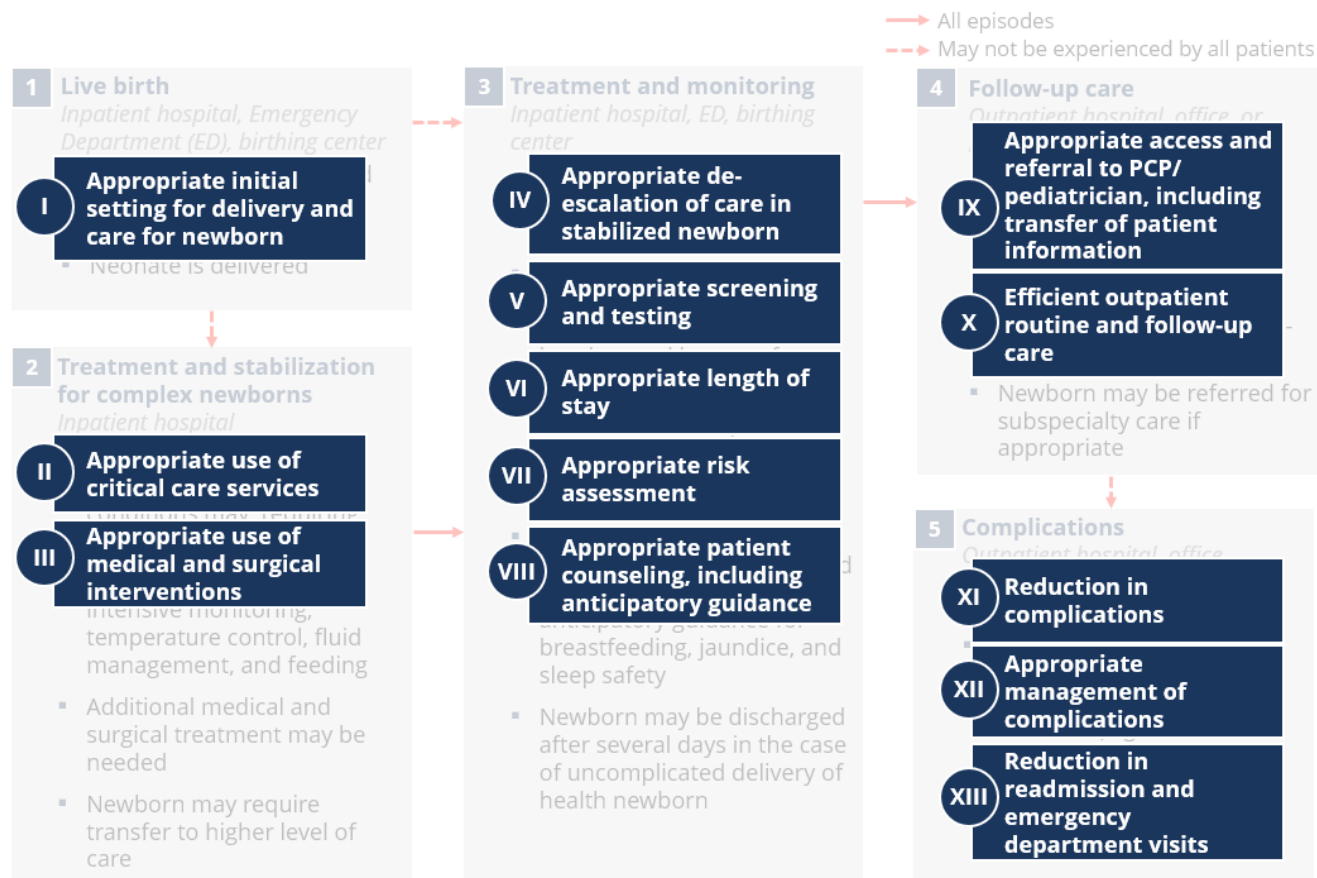 All episodes
May not be experienced by all patients
1
Live birth
Inpatient hospital, Emergency
Department (ED), birthing center
I
Appropriate initial
setting for delivery and
care for newborn
Neonate is delivered
2
Treatment and stabilization
for complex newborns
Inpatient hospital
II
Appropriate use of
critical care services
conditions may, requiring
III
Appropriate use of
medical and surgical
interventions
intensive monitoring,
temperature control, fluid
management, and feeding
Additional medical and
surgical treatment may be
needed
Newborn may require
transfer to higher level of
care
3
Treatment and monitoring
Inpatient hospital, ED, birthing
center
IV
Appropriate de-
escalation of care in
stabilized newborn
V
Appropriate screening
and testing
VI
Appropriate length of
stay
VII
Appropriate risk
assessment
VIII
Appropriate patient
counseling, including
anticipatory guidance
anticipatory guidance for
breastfeeding, jaundice, and
sleep safety
Newborn may be discharged
after several days in the case
of uncomplicated delivery of
health newborn
4
Follow-up care
Outpatient hospital, office, or
IX
Appropriate access and
referral to PCP/
pediatrician, including
transfer of patient
information
X
Efficient outpatient
routine and follow-up
care
Newborn may be referred for
subspecialty care if
appropriate
5
Complications
Outpatient hospital, office
XI
Reduction in
complications
XII
Appropriate
management of
complications
XIII
Reduction in
readmission and
emergency
department visits